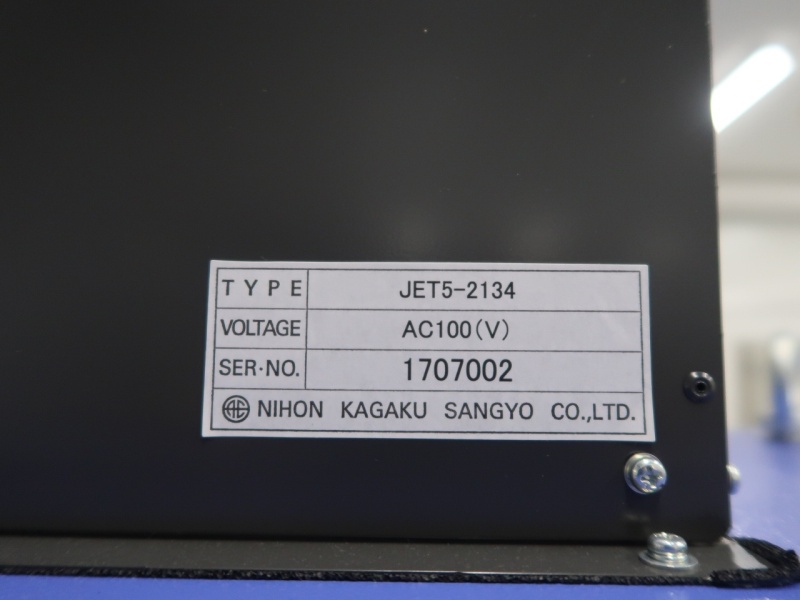 TYPE JET5-2134
VOLTAGE AC100(V)
SER·NO. 1707002
NIHON KAGAKU SANGYO CO.,LTD.